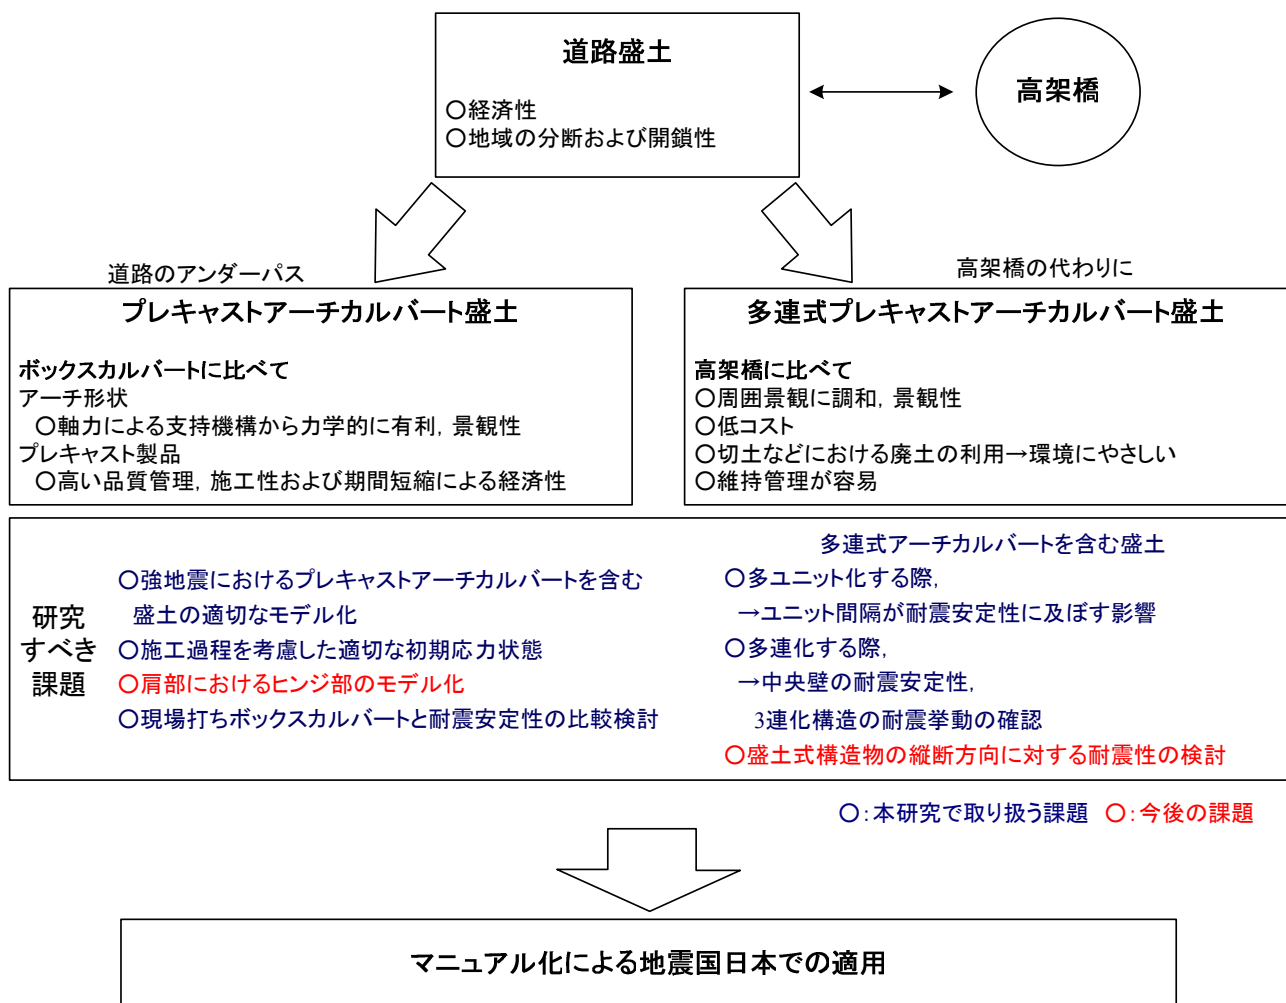 道路盛土
○経済性
○地域の分断および開鎖性
高架橋
道路のアンダーパス
高架橋の代わりに
プレキャストアーチカルバート盛土
ボックスカルバートに比べて
アーチ形状
○軸力による支持機構から力学的に有利, 景観性
プレキャスト製品
○高い品質管理, 施工性および期間短縮による経済性
多連式プレキャストアーチカルバート盛土
高架橋に比べて
○周囲景観に調和, 景観性
○低コスト
○切土などにおける廃土の利用→環境にやさしい
○維持管理が容易
研究
すべき
課題
○強地震におけるプレキャストアーチカルバートを含む
盛土の適切なモデル化
○施工過程を考慮した適切な初期応力状態
○肩部におけるヒンジ部のモデル化
○現場打ちボックスカルバートと耐震安定性の比較検討
多連式アーチカルバートを含む盛土
○多ユニット化する際,
→ユニット間隔が耐震安定性に及ぼす影響
○多連化する際,
→中央壁の耐震安定性,
3連化構造の耐震挙動の確認
○盛土式構造物の縦断方向に対する耐震性の検討
○：本研究で取り扱う課題 ○：今後の課題
マニュアル化による地震国日本での適用